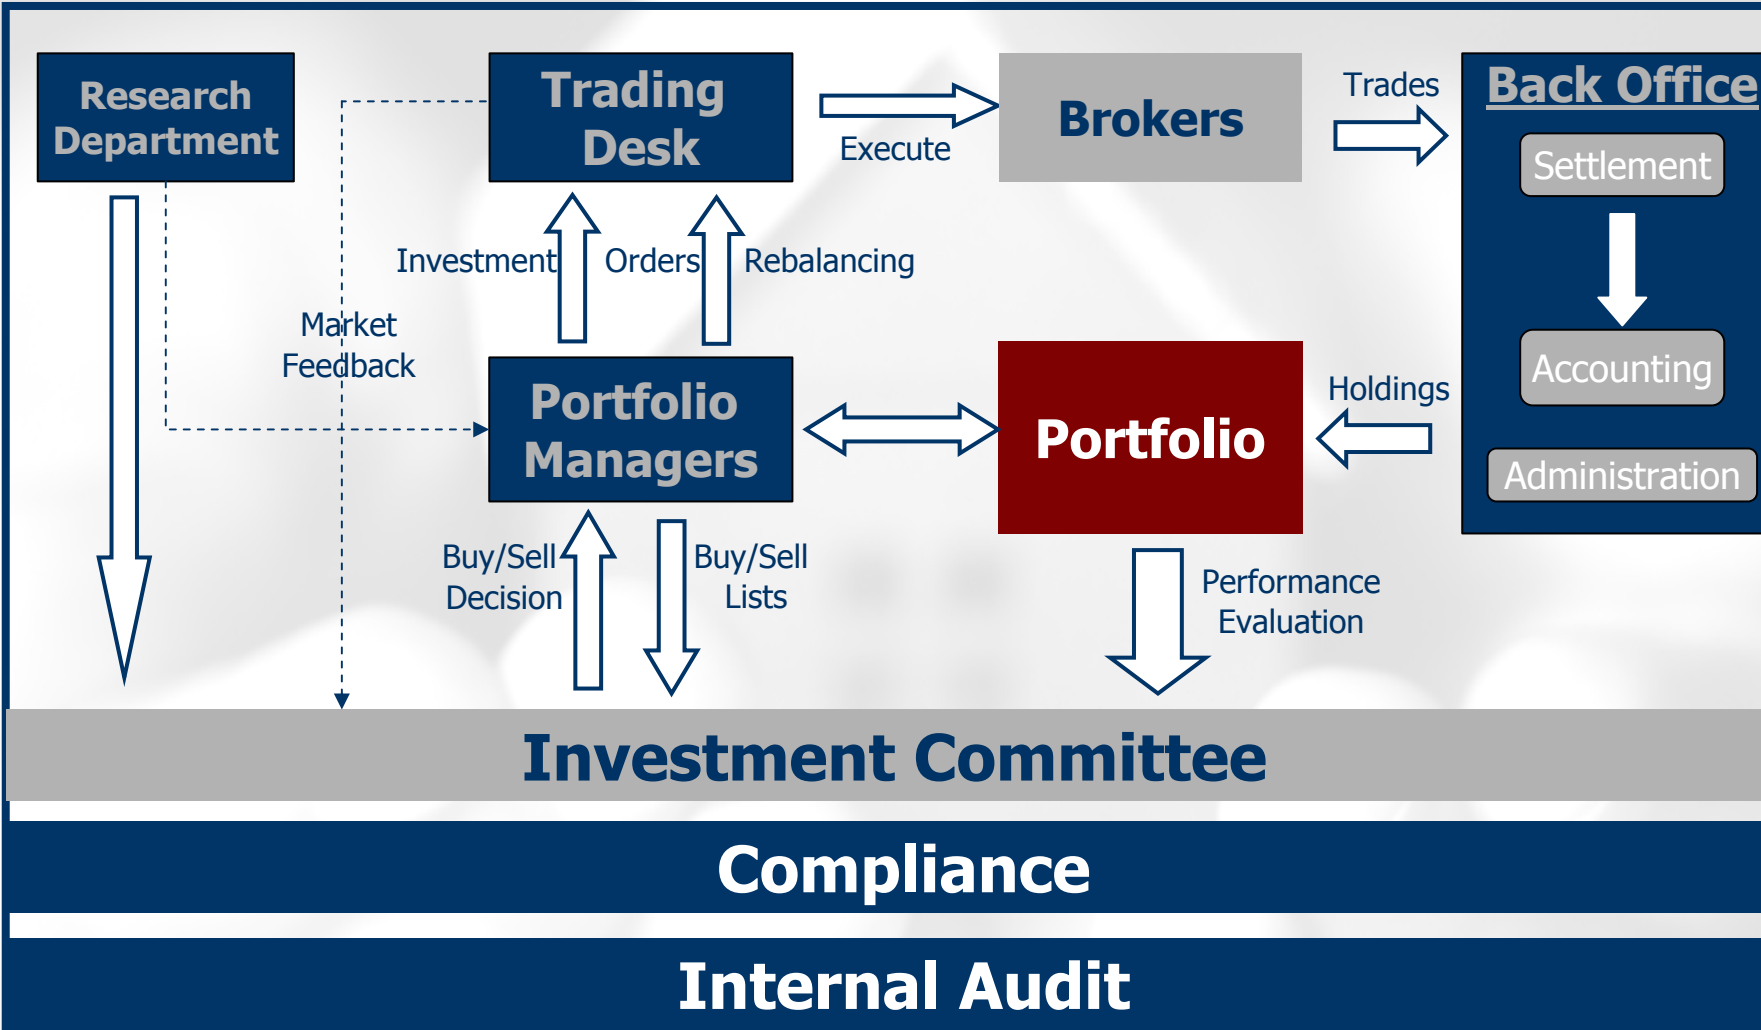 Research
Department
Trading
Desk
Execute
Brokers
Trades
Back Office
Settlement
Accounting
Administration
Investment
Orders
Rebalancing
Market
Feedback
Portfolio
Managers
Portfolio
Holdings
Buy/Sell
Decision
Buy/Sell
Lists
Performance
Evaluation
Investment Committee
Compliance
Internal Audit